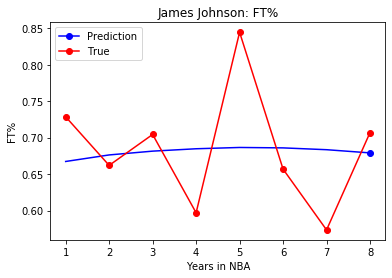 James Johnson: FT%
Prediction
True
FT%
0.85
0.80
0.75
0.70
0.65
0.60
1 2 3 4 5 6 7 8
Years in NBA